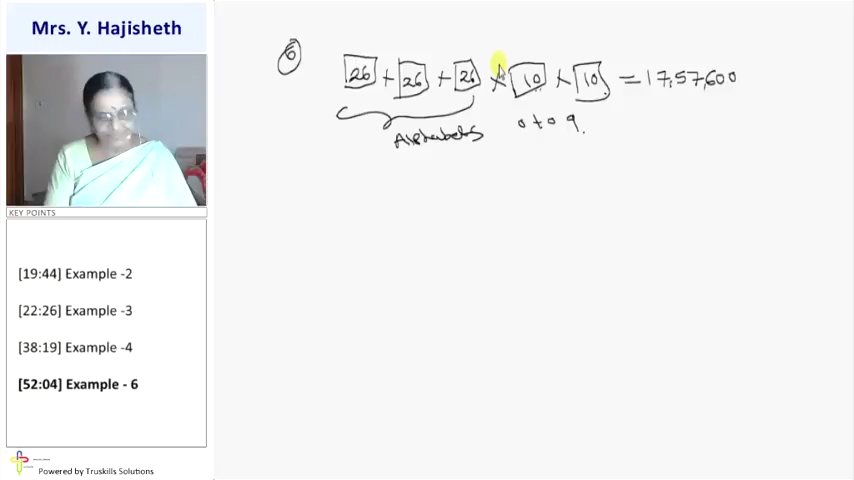 Mrs. Y. Hajisheth
KEY POINTS
[19:44] Example -2
[22:26] Example -3
[38:19] Example -4
[52:04] Example - 6
Powered by Truskills Solutions
6
26 + 26 + 26 × 10 × 10 = 17,57,600
Alphabets 0 to 9.